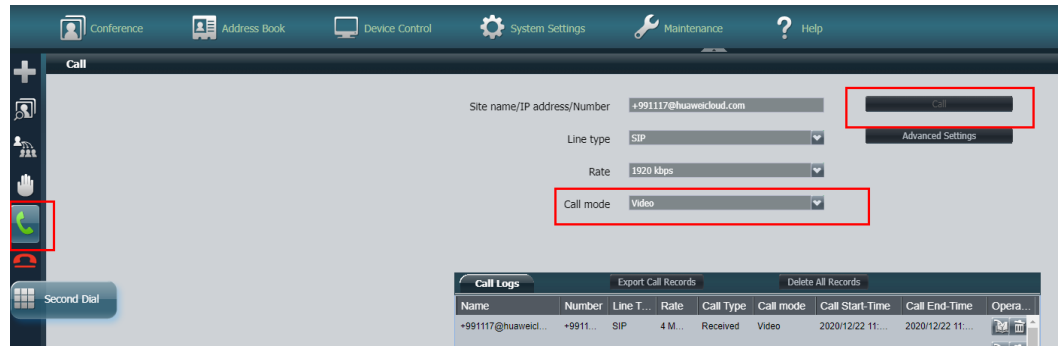 Conference Address Book Device Control System Settings Maintenance ? Help
Call
Site name/IP address/Number +991117@huaweicloud.com Call
Line type SIP Advanced Settings
Rate 1920 kbps
Call mode Video
Second Dial
Call Logs Export Call Records Delete All Records
Name Number Line T... Rate Call Type Call mode Call Start-Time Call End-Time Opera...
+991117@huaweicl... +9911... SIP 4 M... Received Video 2020/12/22 11:... 2020/12/22 11:...